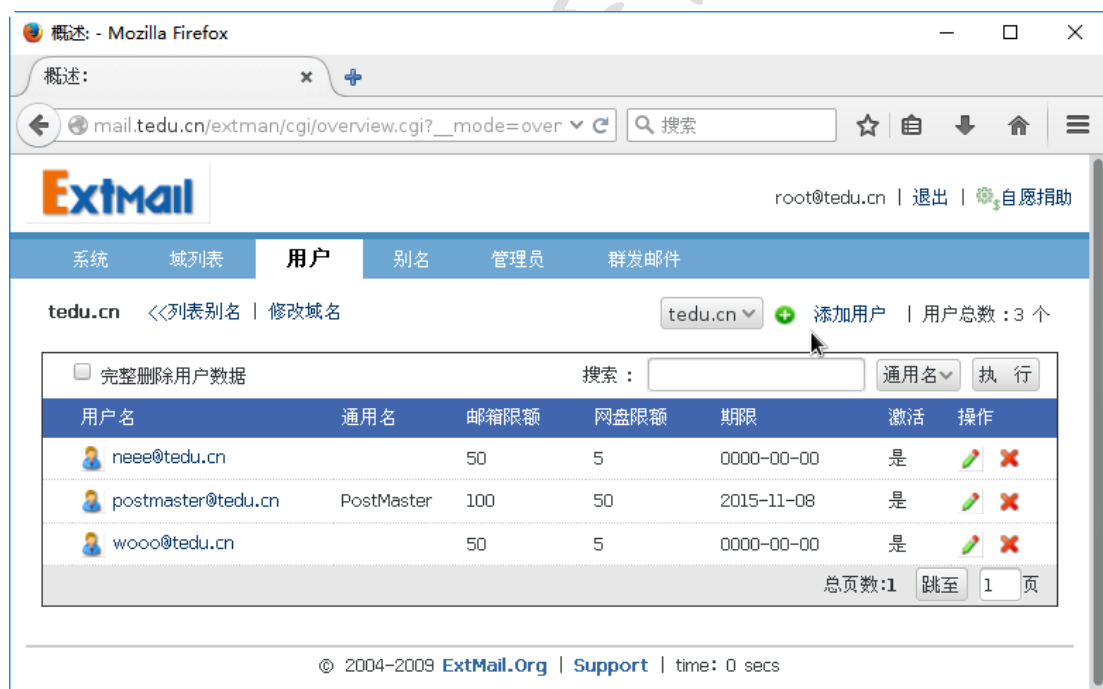 概述: - Mozilla Firefox
概述:
mail.tedu.cn/extman/cgi/overview.cgi?__mode=over 搜索
ExtMail
root@tedu.cn | 退出 | 自愿捐助
系统 域列表 用户 别名 管理员 群发邮件
tedu.cn <<列表别名 | 修改域名 tedu.cn 添加用户 | 用户总数:3 个
完整删除用户数据 搜索: 通用名 执 行
用户名 通用名 邮箱限额 网盘限额 期限 激活 操作
neee@tedu.cn 50 5 0000-00-00 是
postmaster@tedu.cn PostMaster 100 50 2015-11-08 是
wooo@tedu.cn 50 5 0000-00-00 是
总页数:1 跳至 1 页
© 2004-2009 ExtMail.Org | Support | time: 0 secs